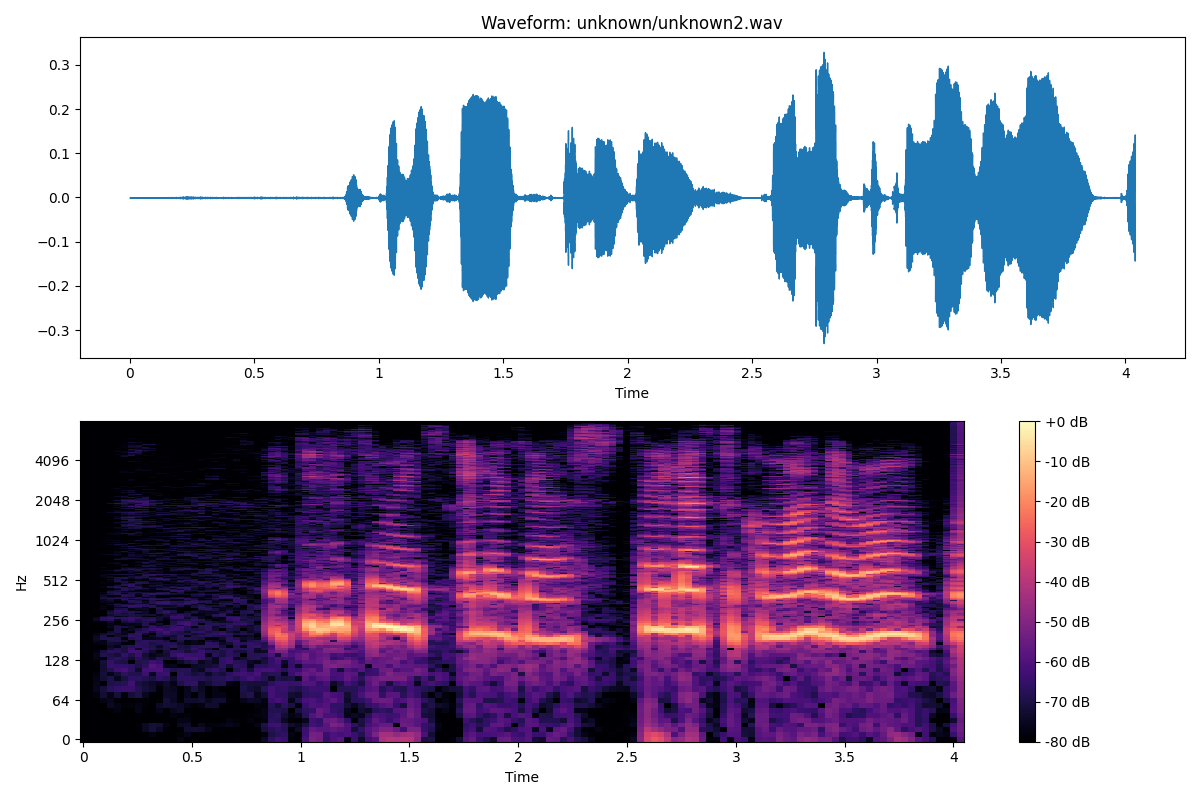 Waveform: unknown/unknown2.wav
0.3
0.2
0.1
0.0
−0.1
−0.2
−0.3
0 0.5 1 1.5 2 2.5 3 3.5 4
Time
Hz
4096
2048
1024
512
256
128
64
0
0 0.5 1 1.5 2 2.5 3 3.5 4
Time
+0 dB
-10 dB
-20 dB
-30 dB
-40 dB
-50 dB
-60 dB
-70 dB
-80 dB